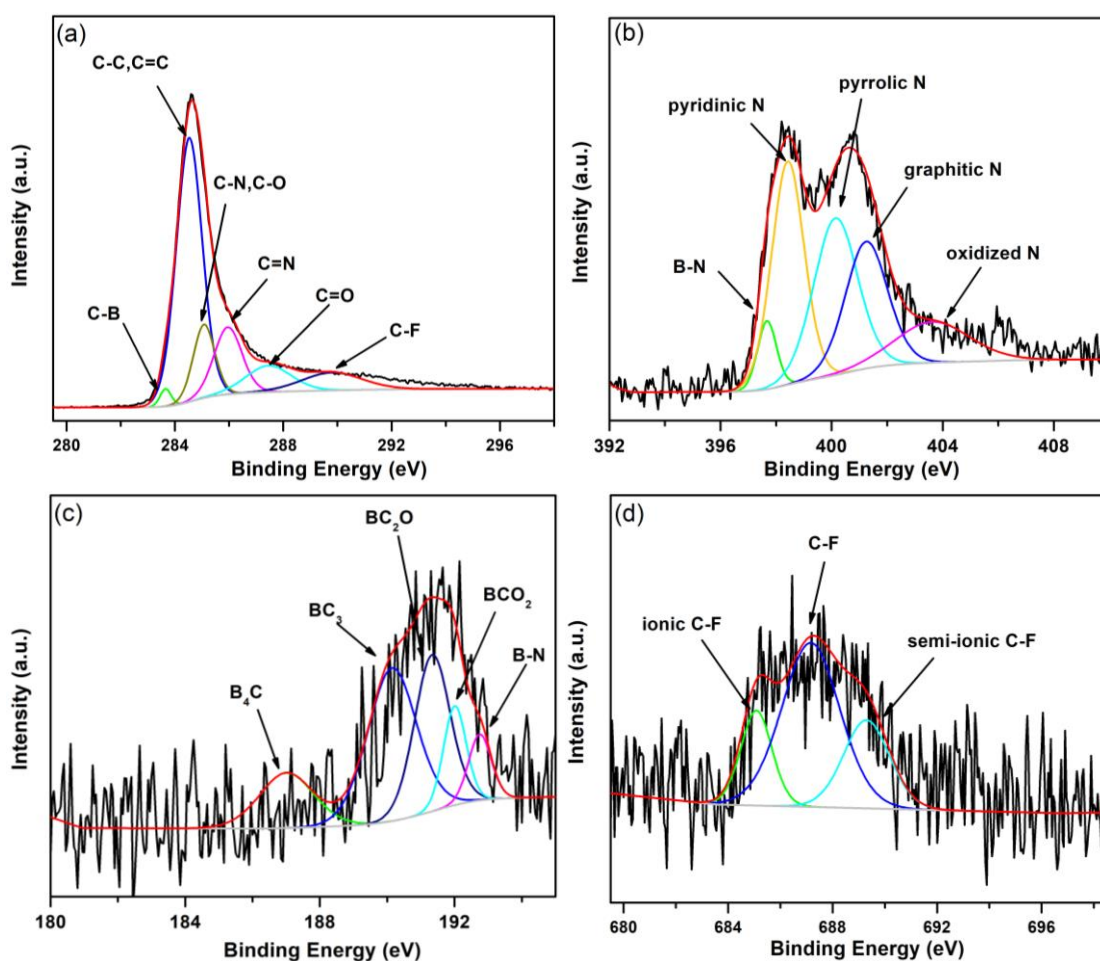 (a)
C-C,C=C
C-N,C-O
C=N
C=O
C-F
C-B
Intensity (a.u.)
280 284 288 292 296
Binding Energy (eV)
(b)
pyrrolic N
pyridinic N
graphitic N
oxidized N
B-N
Intensity (a.u.)
392 396 400 404 408
Binding Energy (eV)
(c)
BC₂O
BCO₂
BC₃
B-N
B₄C
Intensity (a.u.)
180 184 188 192
Binding Energy (eV)
(d)
C-F
ionic C-F
semi-ionic C-F
Intensity (a.u.)
680 684 688 692 696
Binding Energy (eV)